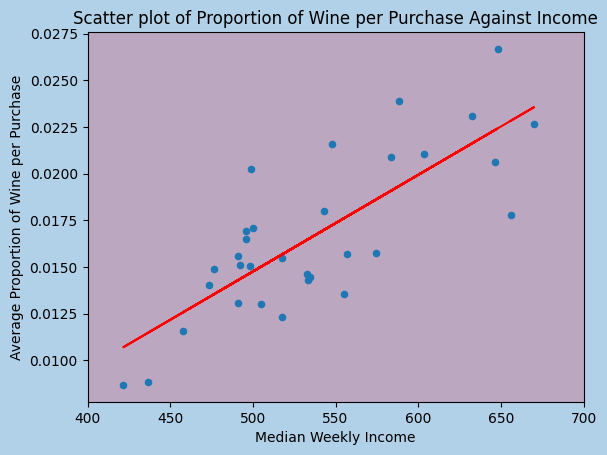 Scatter plot of Proportion of Wine per Purchase Against Income
0.0275
0.0250
0.0225
0.0200
0.0175
0.0150
0.0125
0.0100
Average Proportion of Wine per Purchase
400 450 500 550 600 650 700
Median Weekly Income